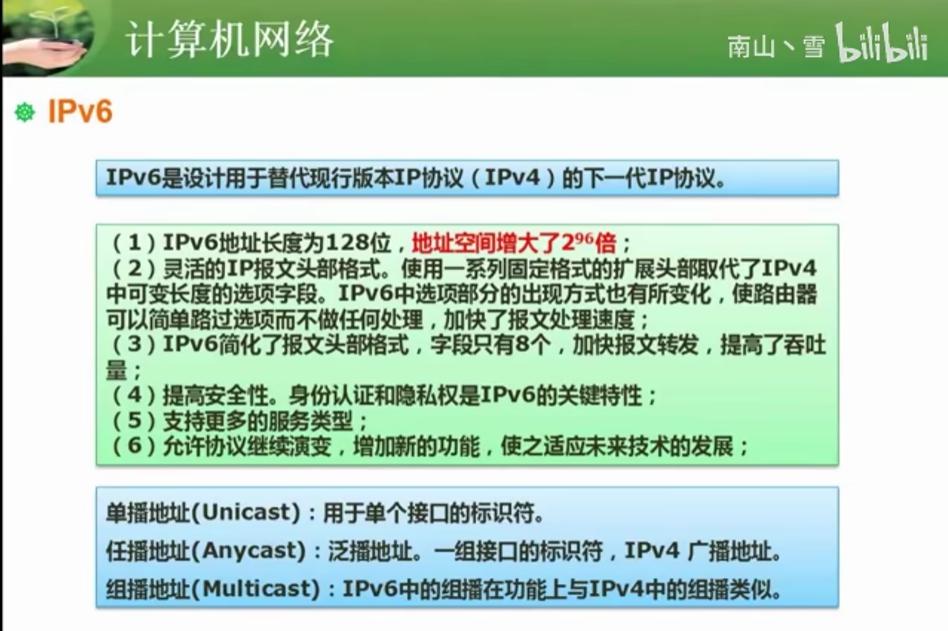 计算机网络
南山丶雪 bilibili
IPv6
IPv6是设计用于替代现行版本IP协议（IPv4）的下一代IP协议。
（1）IPv6地址长度为128位，地址空间增大了2⁹⁶倍；
（2）灵活的IP报文头部格式。使用一系列固定格式的扩展头部取代了IPv4
中可变长度的选项字段。IPv6中选项部分的出现方式也有所变化，使路由器
可以简单路过选项而不做任何处理，加快了报文处理速度；
（3）IPv6简化了报文头部格式，字段只有8个，加快报文转发，提高了吞吐
量；
（4）提高安全性。身份认证和隐私权是IPv6的关键特性；
（5）支持更多的服务类型；
（6）允许协议继续演变，增加新的功能，使之适应未来技术的发展；
单播地址(Unicast)：用于单个接口的标识符。
任播地址(Anycast)：泛播地址。一组接口的标识符，IPv4 广播地址。
组播地址(Multicast)：IPv6中的组播在功能上与IPv4中的组播类似。